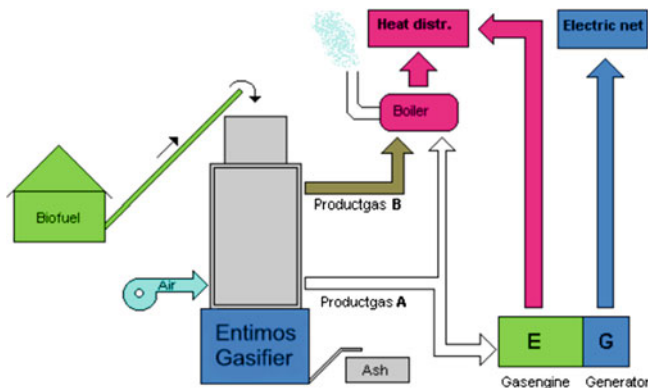 Heat distr.
Electric net
Boiler
Biofuel
Productgas B
Air
Productgas A
Entimos
Gasifier
Ash
E
G
Gasengine
Generator